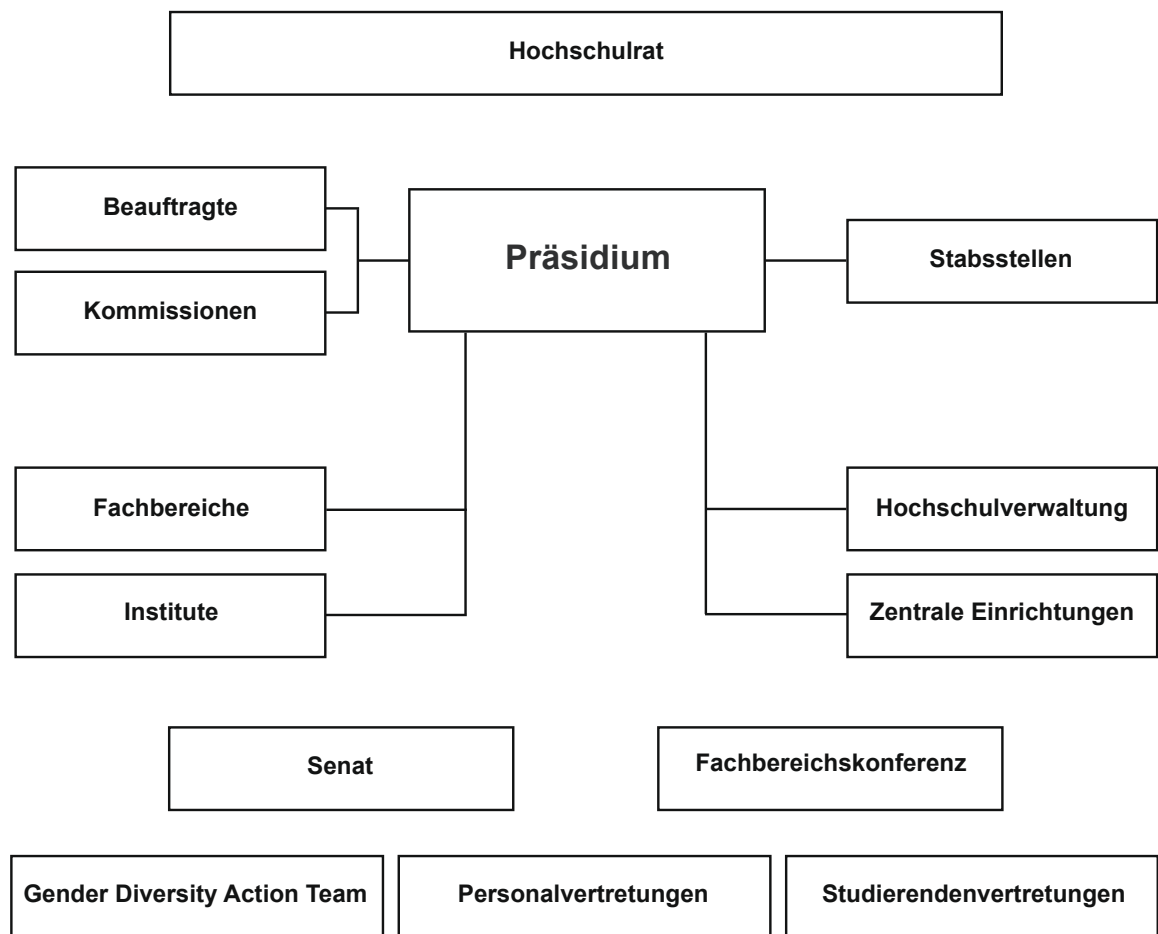 Hochschulrat
Beauftragte
Präsidium
Stabsstellen
Kommissionen
Fachbereiche
Hochschulverwaltung
Institute
Zentrale Einrichtungen
Senat
Fachbereichskonferenz
Gender Diversity Action Team
Personalvertretungen
Studierendenvertretungen